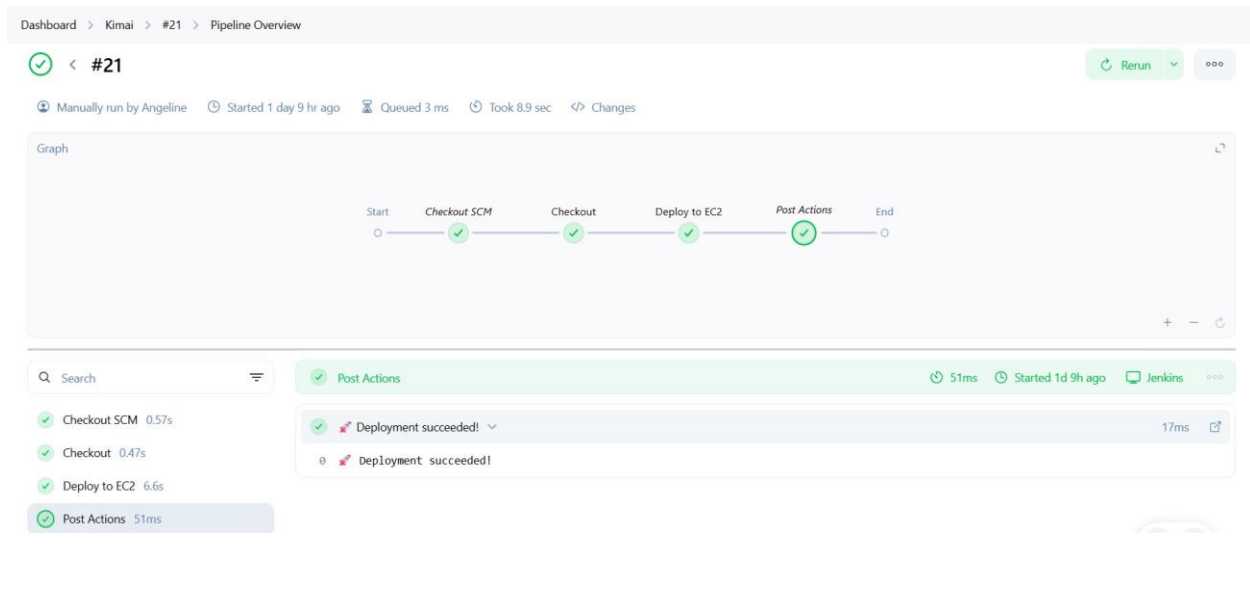 Dashboard > Kimai > #21 > Pipeline Overview
#21
Rerun
Manually run by Angeline Started 1 day 9 hr ago Queued 3 ms Took 8.9 sec </> Changes
Graph
Start Checkout SCM Checkout Deploy to EC2 Post Actions End
Search
Post Actions 51ms Started 1d 9h ago Jenkins
Checkout SCM 0.57s
🚀 Deployment succeeded! 17ms
Checkout 0.47s
0 🚀 Deployment succeeded!
Deploy to EC2 6.6s
Post Actions 51ms